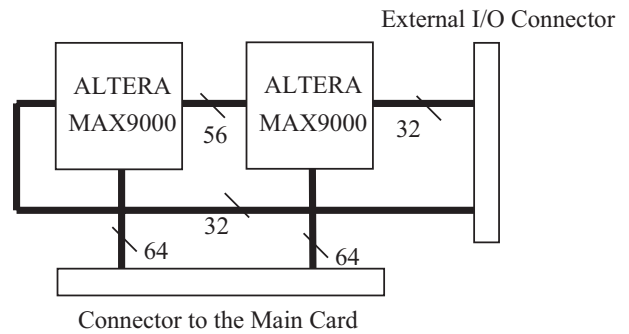 External I/O Connector
ALTERA
MAX9000
ALTERA
MAX9000
56
32
32
64
64
Connector to the Main Card